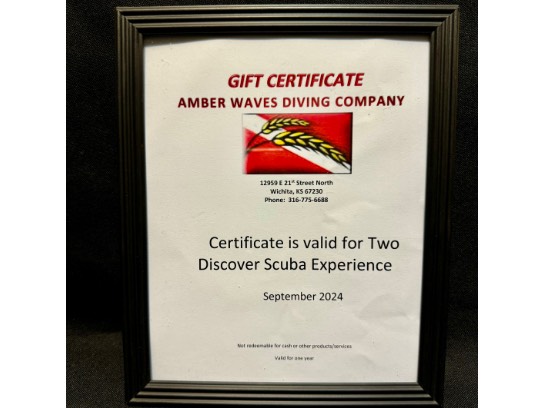 GIFT CERTIFICATE
AMBER WAVES DIVING COMPANY
12959 E 21st Street North
Wichita, KS 67230
Phone: 316-775-6688
Certificate is valid for Two
Discover Scuba Experience
September 2024
Not redeemable for cash or other products/services
Valid for one year